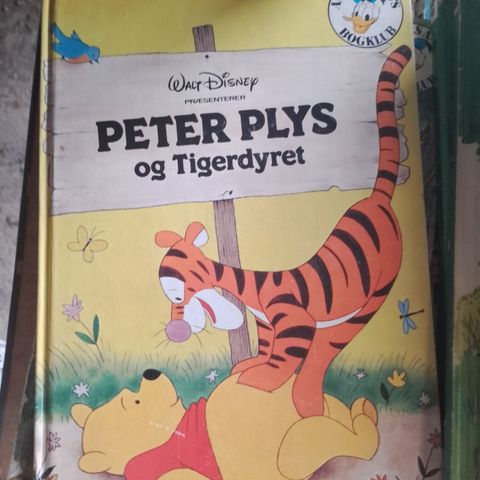 WALT DISNEY
PRÆSENTERER
PETER PLYS
og Tigerdyret
BOGKLUB